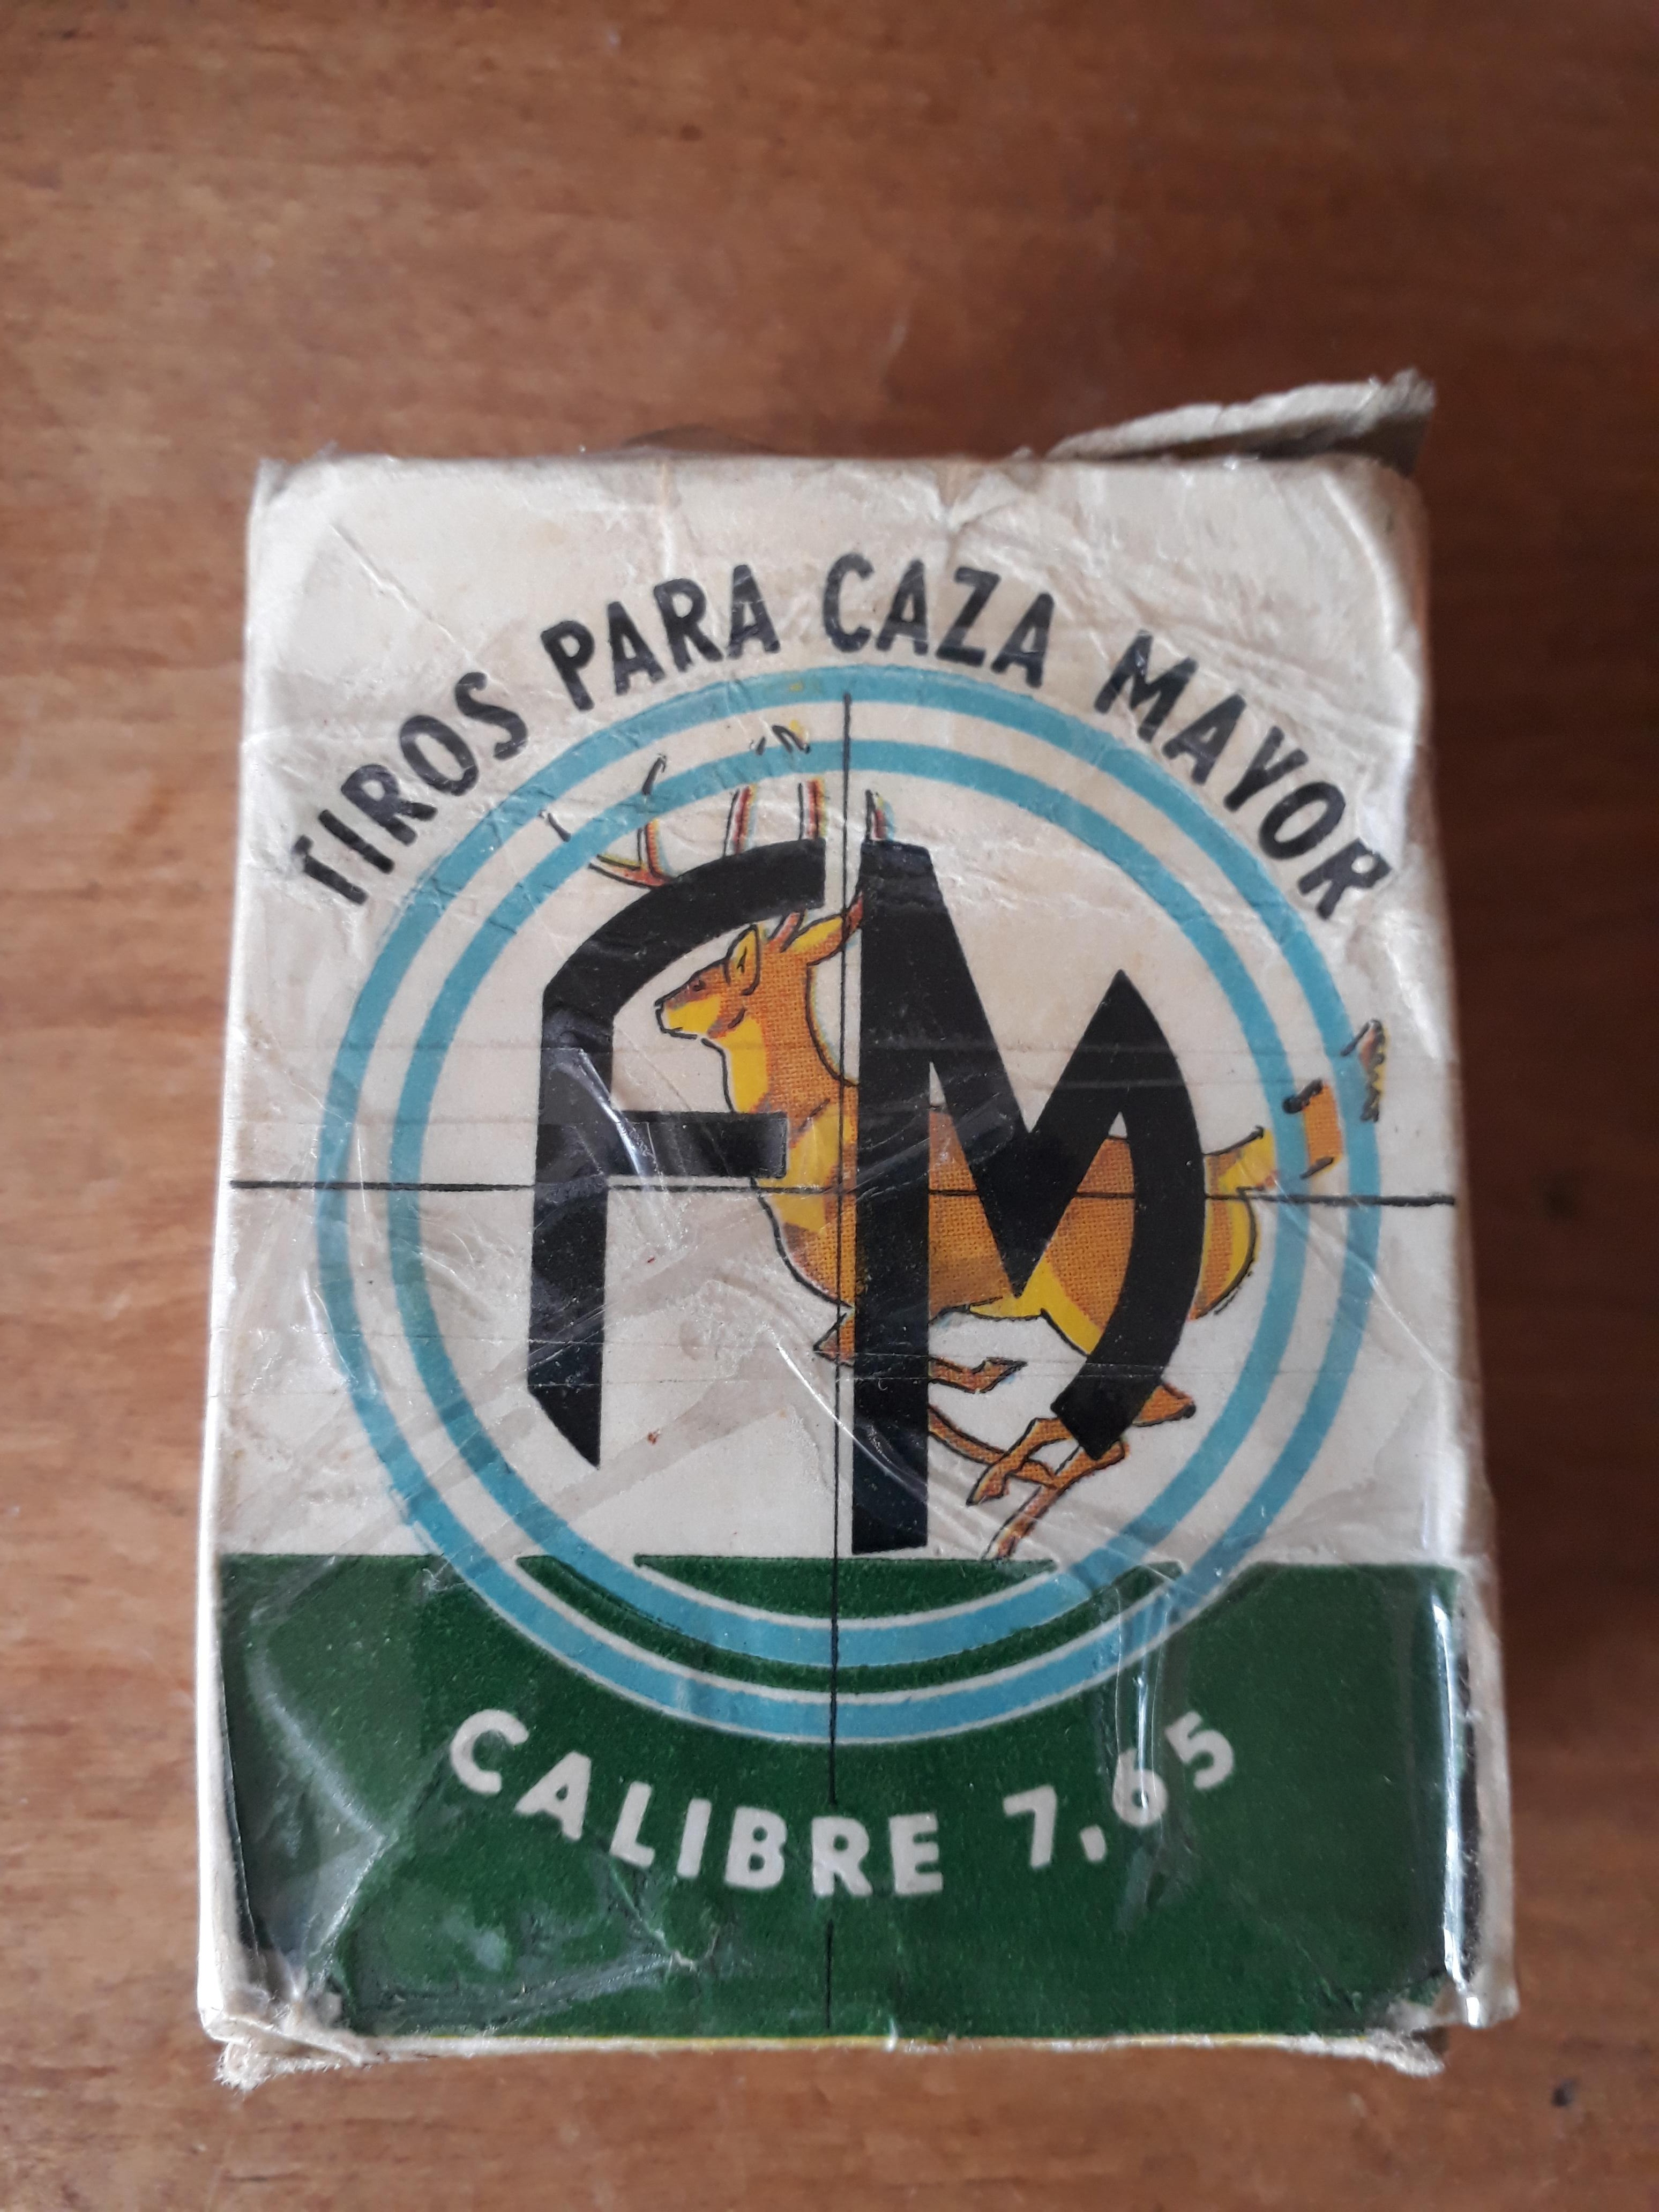 TIROS PARA CAZA MAYOR
FM
CALIBRE 7,65